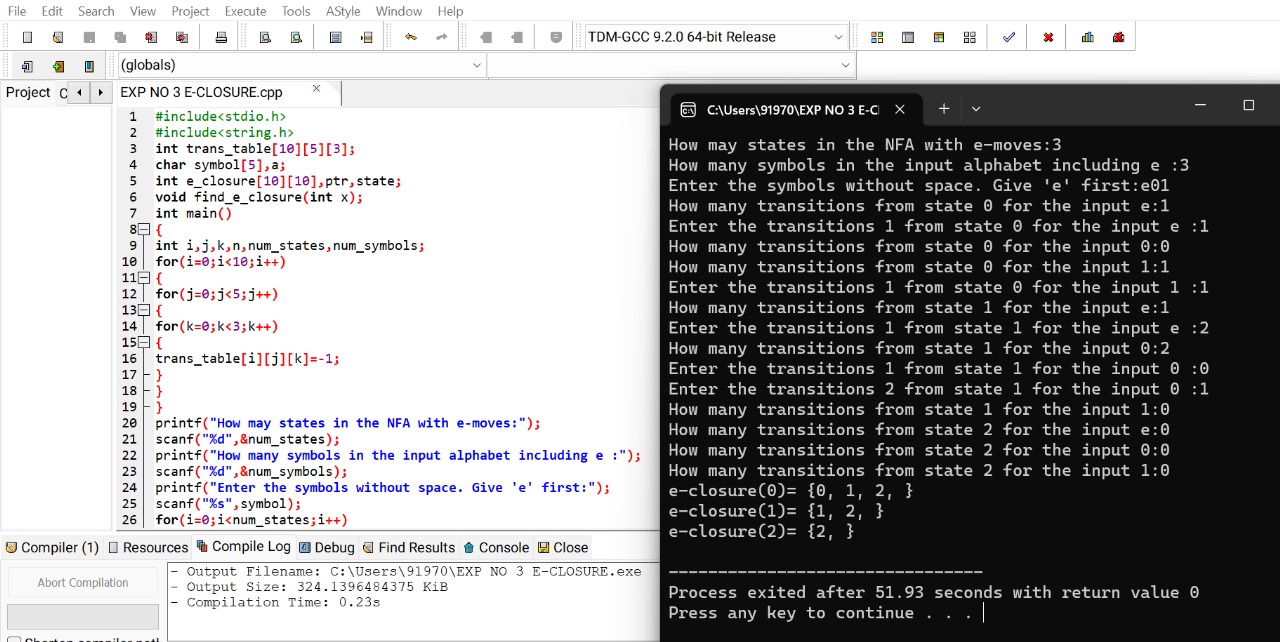 File Edit Search View Project Execute Tools AStyle Window Help
TDM-GCC 9.2.0 64-bit Release
(globals)
Project C
EXP NO 3 E-CLOSURE.cpp
1 #include<stdio.h>
2 #include<string.h>
3 int trans_table[10][5][3];
4 char symbol[5],a;
5 int e_closure[10][10],ptr,state;
6 void find_e_closure(int x);
7 int main()
8 {
9 int i,j,k,n,num_states,num_symbols;
10 for(i=0;i<10;i++)
11 {
12 for(j=0;j<5;j++)
13 {
14 for(k=0;k<3;k++)
15 {
16 trans_table[i][j][k]=-1;
17 }
18 }
19 }
20 printf("How may states in the NFA with e-moves:");
21 scanf("%d",&num_states);
22 printf("How many symbols in the input alphabet including e :");
23 scanf("%d",&num_symbols);
24 printf("Enter the symbols without space. Give 'e' first:");
25 scanf("%s",symbol);
26 for(i=0;i<num_states;i++)
Compiler (1) Resources Compile Log Debug Find Results Console Close
Abort Compilation
- Output Filename: C:\Users\91970\EXP NO 3 E-CLOSURE.exe
- Output Size: 324.1396484375 KiB
- Compilation Time: 0.23s
C:\Users\91970\EXP NO 3 E-Cl
How may states in the NFA with e-moves:3
How many symbols in the input alphabet including e :3
Enter the symbols without space. Give 'e' first:e01
How many transitions from state 0 for the input e:1
Enter the transitions 1 from state 0 for the input e :1
How many transitions from state 0 for the input 0:0
How many transitions from state 0 for the input 1:1
Enter the transitions 1 from state 0 for the input 1 :1
How many transitions from state 1 for the input e:1
Enter the transitions 1 from state 1 for the input e :2
How many transitions from state 1 for the input 0:2
Enter the transitions 1 from state 1 for the input 0 :0
Enter the transitions 2 from state 1 for the input 0 :1
How many transitions from state 1 for the input 1:0
How many transitions from state 2 for the input e:0
How many transitions from state 2 for the input 0:0
How many transitions from state 2 for the input 1:0
e-closure(0)= {0, 1, 2, }
e-closure(1)= {1, 2, }
e-closure(2)= {2, }
--------------------------------
Process exited after 51.93 seconds with return value 0
Press any key to continue . . .